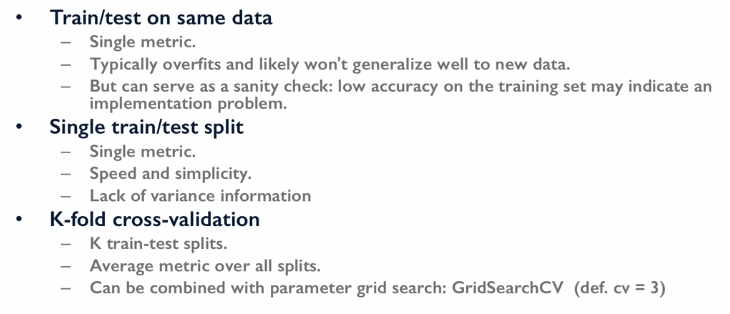 • Train/test on same data
– Single metric.
– Typically overfits and likely won't generalize well to new data.
– But can serve as a sanity check: low accuracy on the training set may indicate an
implementation problem.
• Single train/test split
– Single metric.
– Speed and simplicity.
– Lack of variance information
• K-fold cross-validation
– K train-test splits.
– Average metric over all splits.
– Can be combined with parameter grid search: GridSearchCV (def. cv = 3)